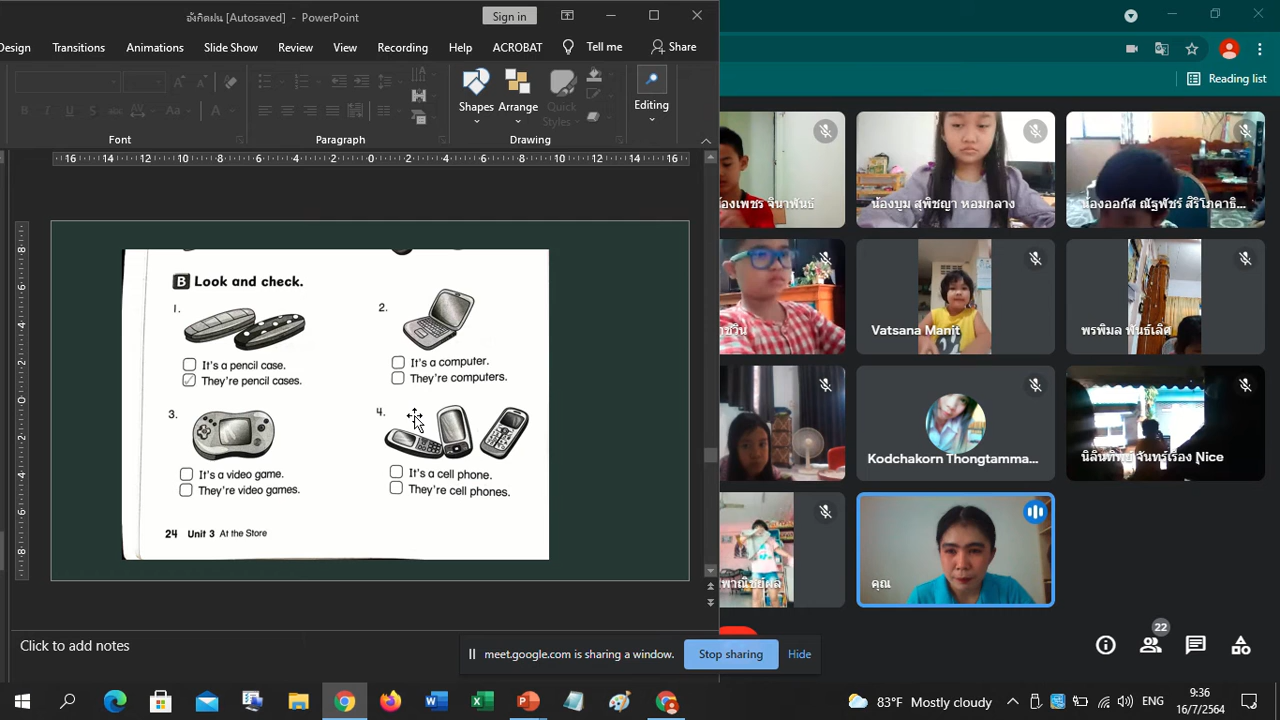 อังกิดฝน [Autosaved] - PowerPoint
Sign in
Design Transitions Animations Slide Show Review View Recording Help ACROBAT Tell me Share
Reading list
Shapes Arrange Quick Styles Editing
Font Paragraph Drawing
B Look and check.
1.
2.
It's a pencil case.
They're pencil cases.
It's a computer.
They're computers.
3.
4.
It's a video game.
They're video games.
It's a cell phone.
They're cell phones.
24 Unit 3 At the Store
น้องบูม สุพิชญา หอมกลาง
Vatsana Manit
พรพิมล พันธ์เลิศ
Kodchakorn Thongtamma...
Nice
คุณ
22
Click to add notes
meet.google.com is sharing a window.
Stop sharing
Hide
83°F Mostly cloudy
ENG
9:36
16/7/2564